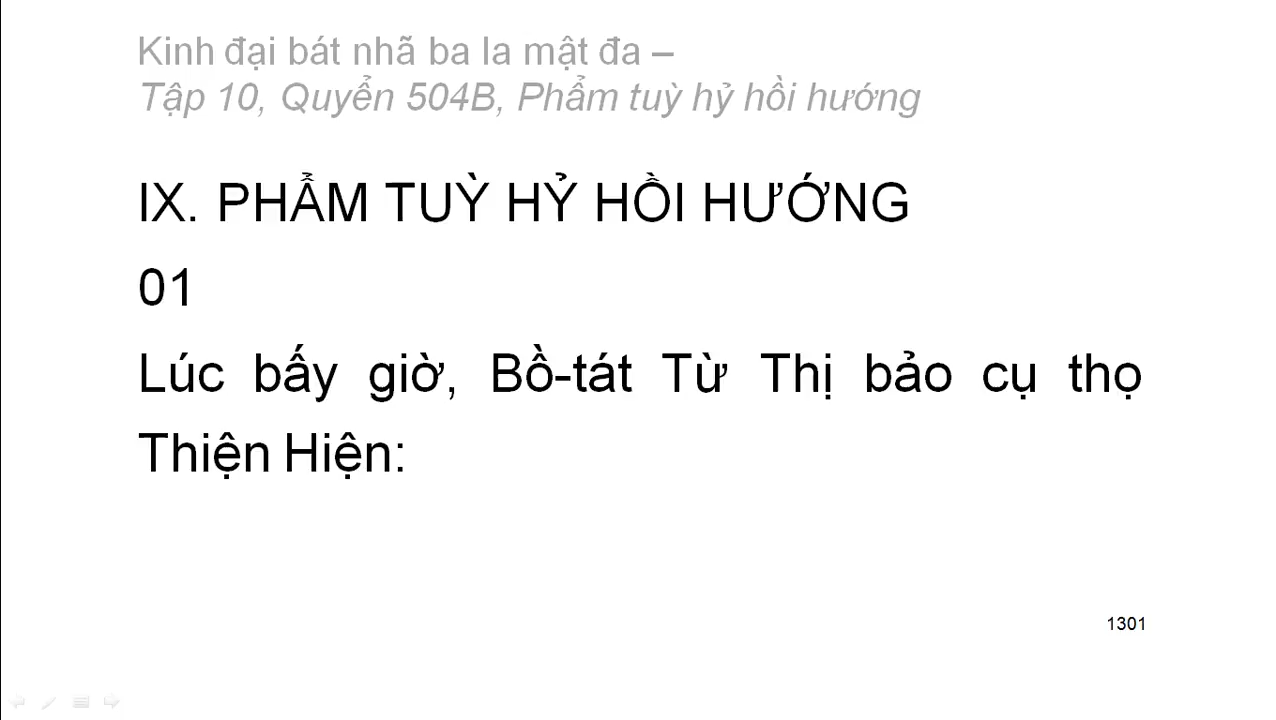 Kinh đại bát nhã ba la mật đa –
Tập 10, Quyển 504B, Phẩm tuỳ hỷ hồi hướng
IX. PHẨM TUỲ HỶ HỒI HƯỚNG
01
Lúc bấy giờ, Bồ-tát Từ Thị bảo cụ thọ
Thiện Hiện:
1301